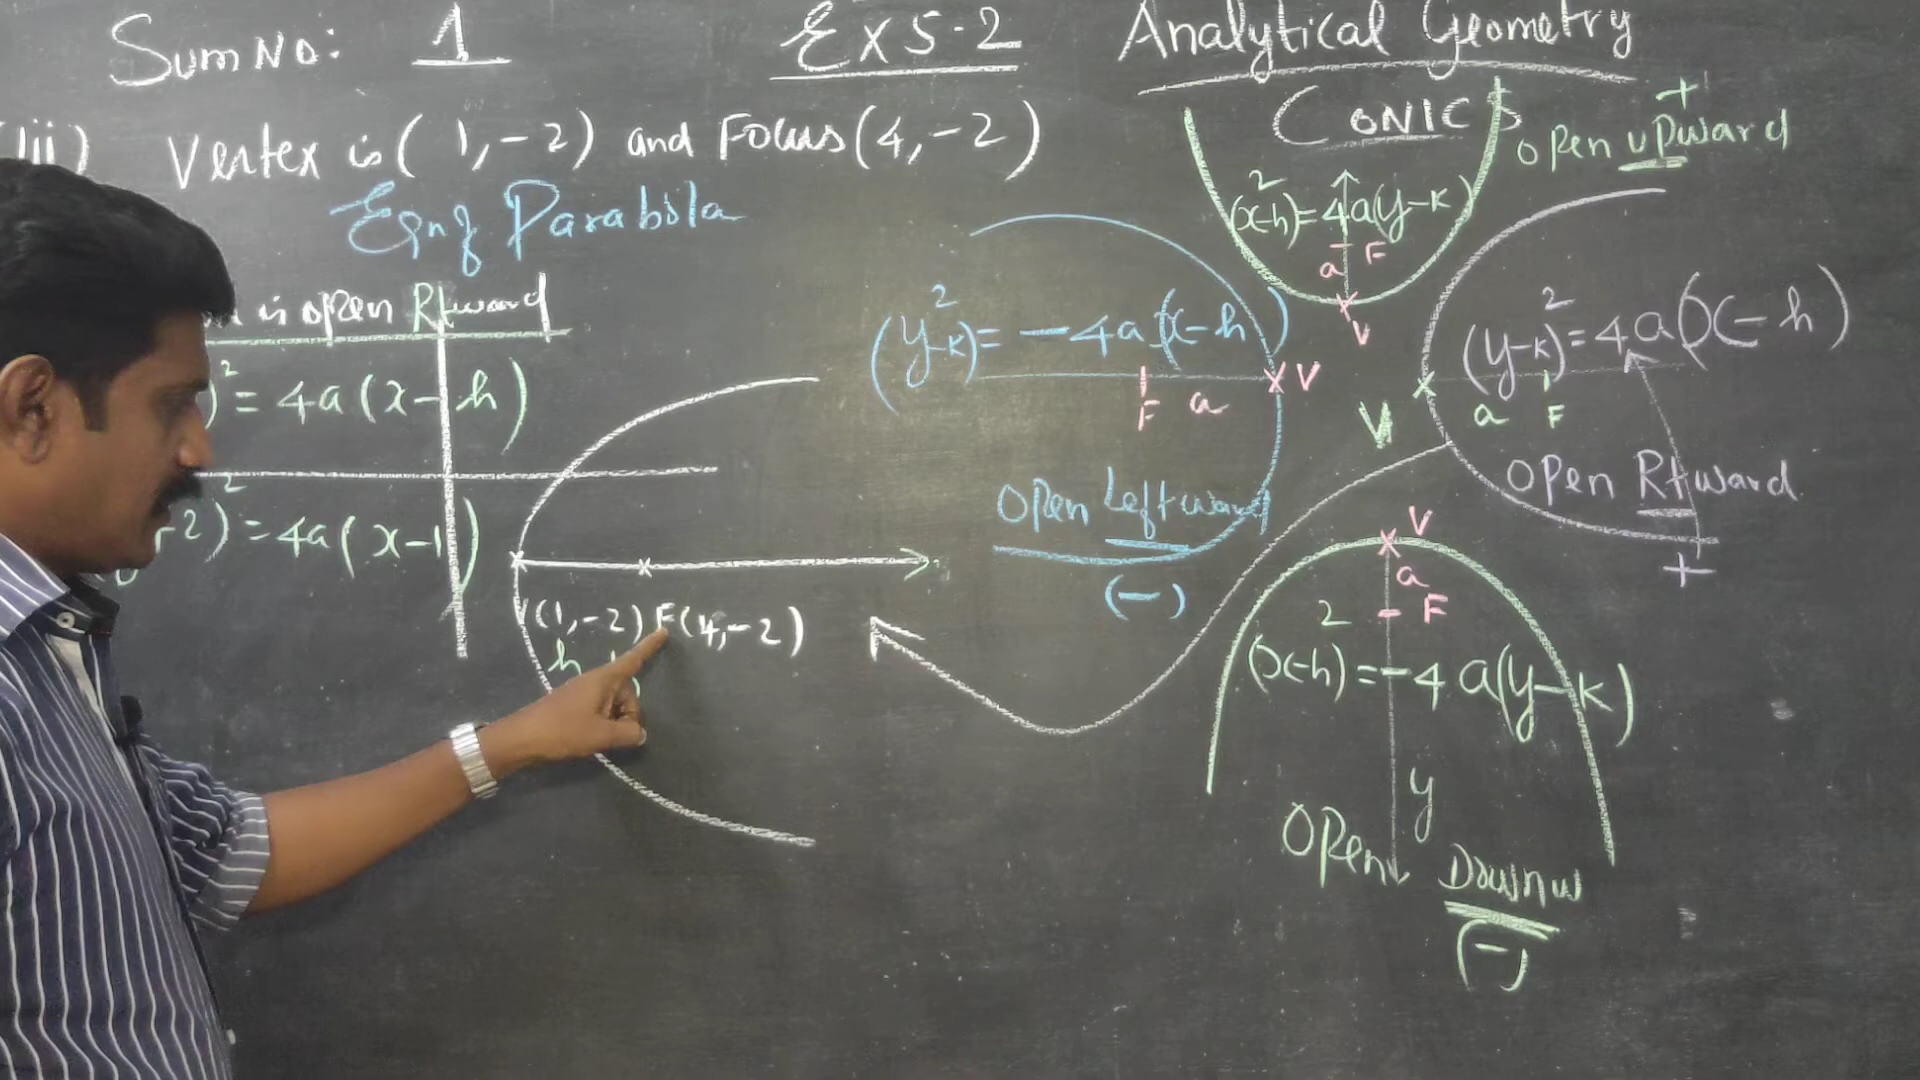 Sum No: 1
Ex 5.2
Analytical Geometry
CONICS
iii) Vertex is (1, -2) and Focus (4, -2)
Eqn of Parabola
is open Rtward
)² = 4a(x - h)
2)² = 4a(x - 1)
V(1, -2) F(4, -2)
h
+
open upward
(x-h)² = 4a(y-k)
a F
V
(y-k)² = -4a(x-h)
F a V
open Leftward
(-)
(y-k)² = 4a(x-h)
V a F
open Rtward
+
V
a
F
(x-h)² = -4a(y-k)
y
open Downw
(-)